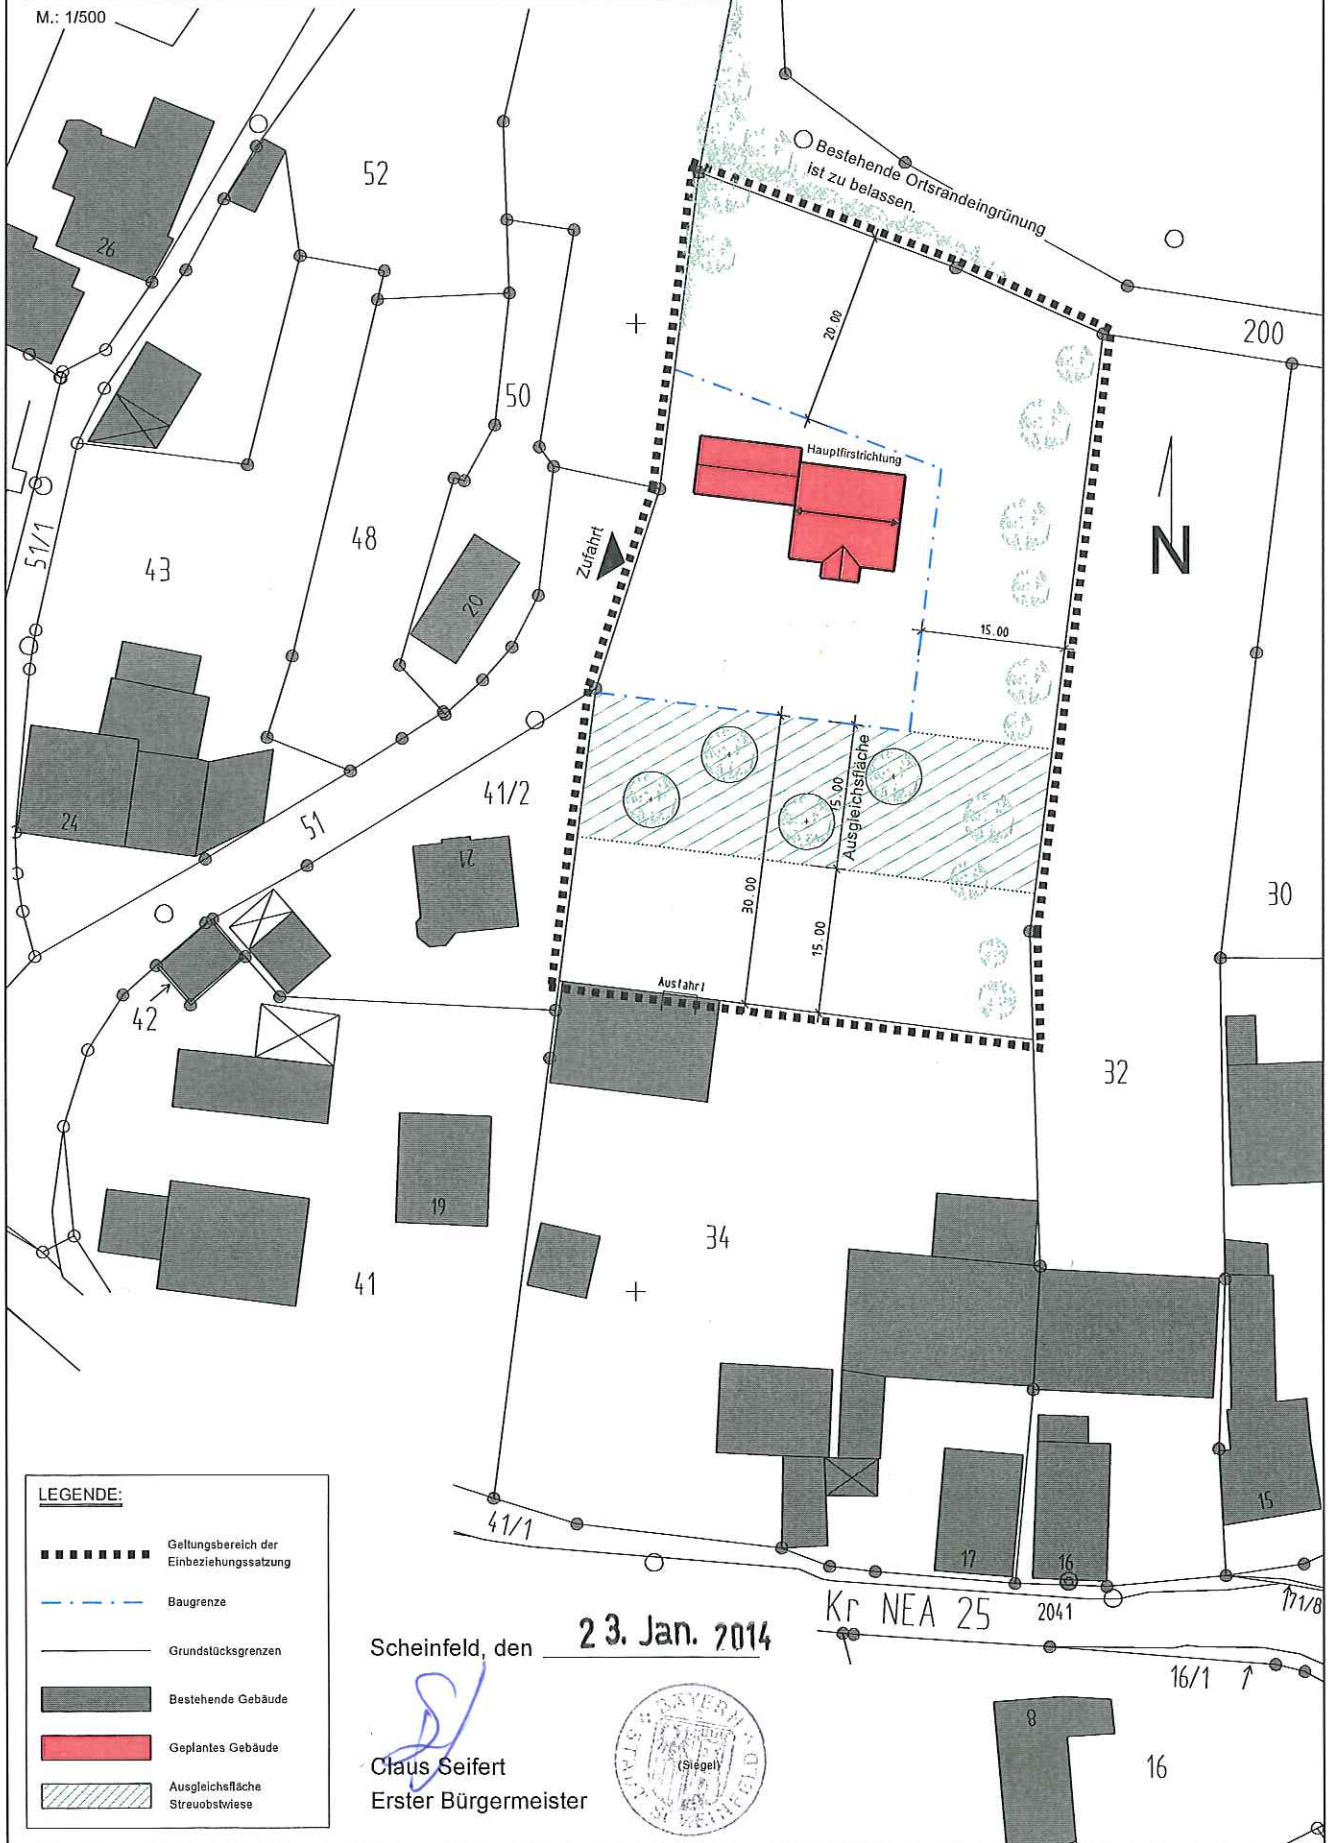 M.: 1/500
52
Bestehende Ortsrandeingrünung
ist zu belassen.
26
200
20.00
50
Hauptfirstrichtung
51/1
43
48
Zufahrt
20
N
15.00
41/2
51
24
21
Ausgleichsfläche
15.00
30.00
15.00
30
Ausfahrt
42
32
19
34
41
LEGENDE:
Geltungsbereich der
Einbeziehungssatzung
Baugrenze
Grundstücksgrenzen
Bestehende Gebäude
Geplantes Gebäude
Ausgleichsfläche
Streuobstwiese
41/1
17
16
15
Kr NEA 25
2041
71/8
16/1
8
16
Scheinfeld, den 23. Jan. 2014
Claus Seifert
Erster Bürgermeister
BAYERN
STADT SCHEINFELD
(Siegel)